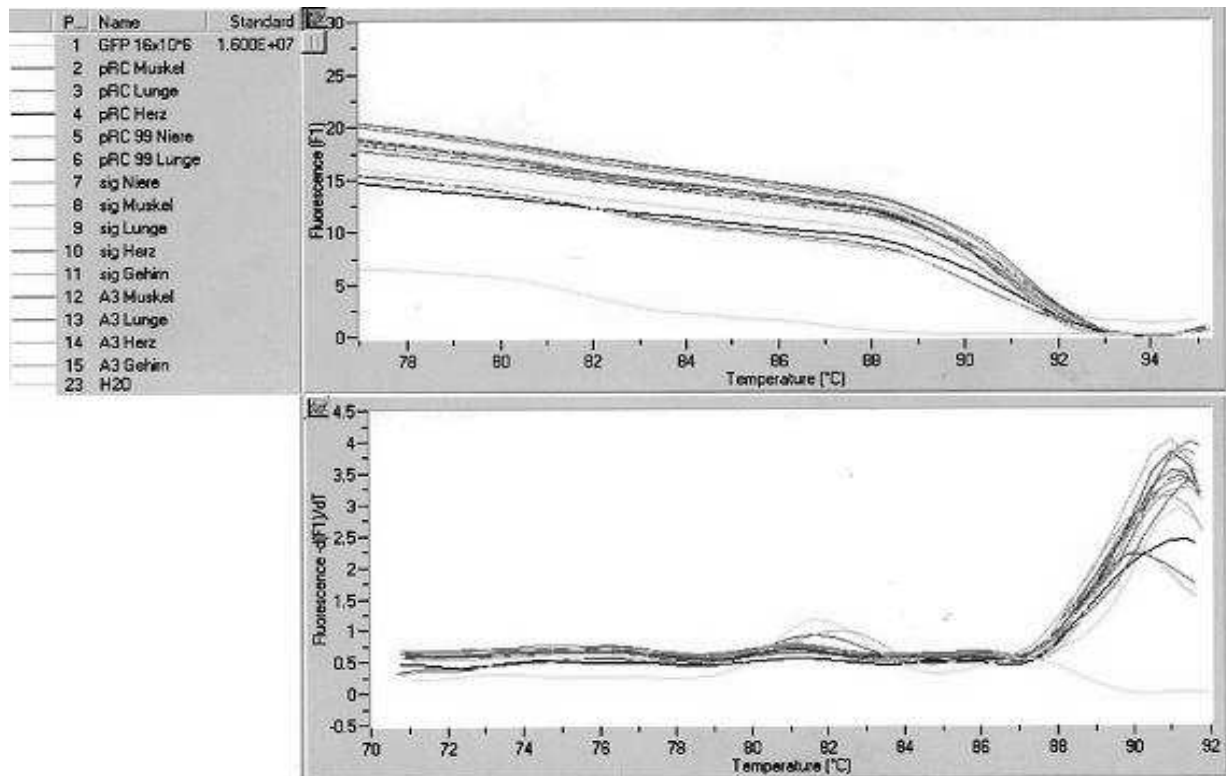 P... Name Standard
1 GFP 16x10*6 1.600E+07
2 pRC Muskel
3 pRC Lunge
4 pRC Herz
5 pRC 99 Niere
6 pRC 99 Lunge
7 sig Niere
8 sig Muskel
9 sig Lunge
10 sig Herz
11 sig Gehirn
12 A3 Muskel
13 A3 Lunge
14 A3 Herz
15 A3 Gehirn
23 H2O
Fluorescence (F1)
30
25
20
15
10
5
0
78 80 82 84 86 88 90 92 94
Temperature (°C)
Fluorescence -d(F1)/dT
4.5
4
3.5
3
2.5
2
1.5
1
0.5
0
-0.5
70 72 74 76 78 80 82 84 86 88 90 92
Temperature (°C)